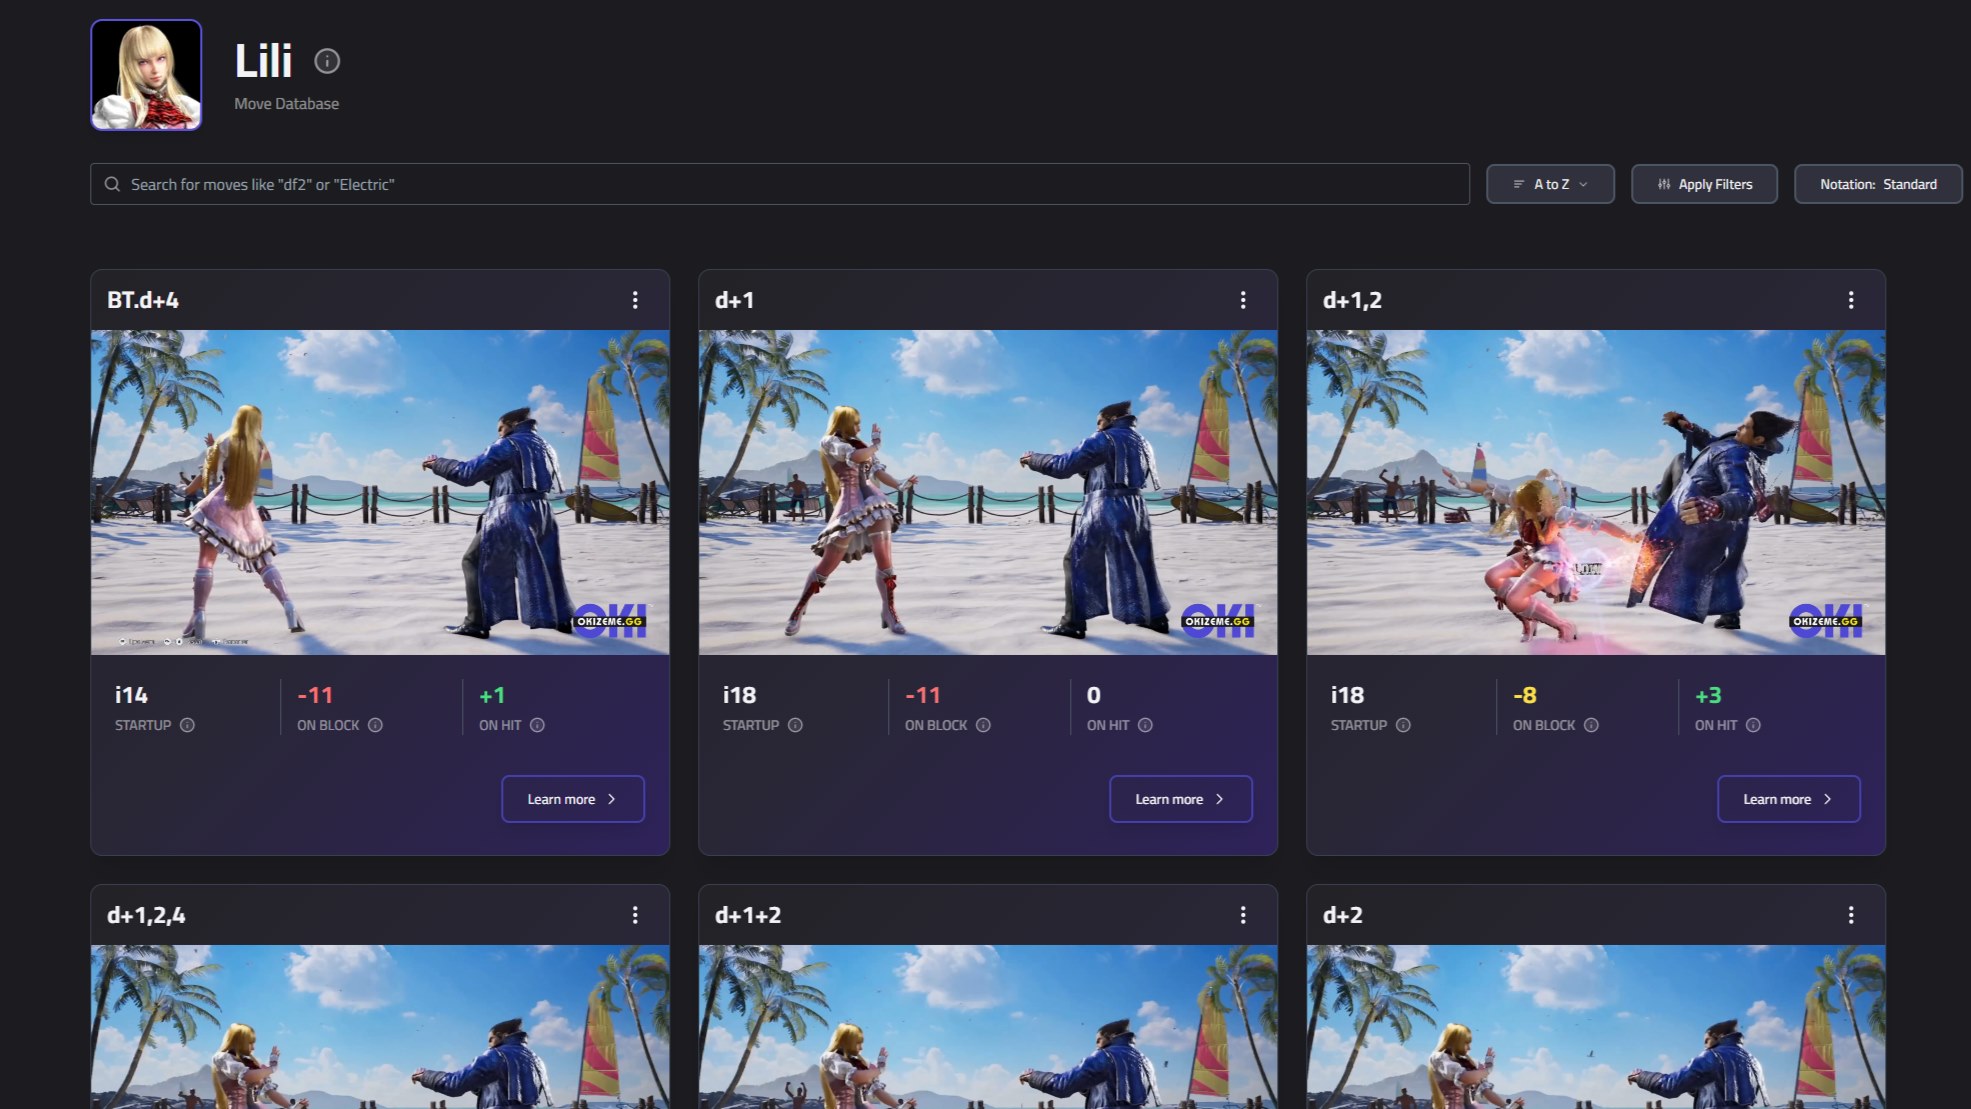 Lili
Move Database
Search for moves like "df2" or "Electric"
A to Z
Apply Filters
Notation: Standard
BT.d+4
d+1
d+1,2
OKI
OKIZEME.GG
OKI
OKIZEME.GG
OKI
OKIZEME.GG
i14
-11
+1
STARTUP
ON BLOCK
ON HIT
i18
-11
0
STARTUP
ON BLOCK
ON HIT
i18
-8
+3
STARTUP
ON BLOCK
ON HIT
Learn more
Learn more
Learn more
d+1,2,4
d+1+2
d+2